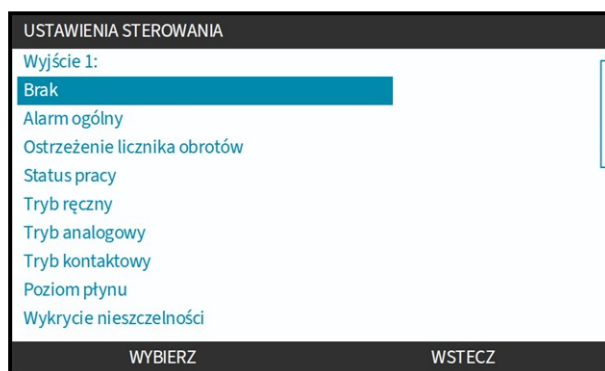 USTAWIENIA STEROWANIA
Wyjście 1:
Brak
Alarm ogólny
Ostrzeżenie licznika obrotów
Status pracy
Tryb ręczny
Tryb analogowy
Tryb kontaktowy
Poziom płynu
Wykrycie nieszczelności
WYBIERZ WSTECZ